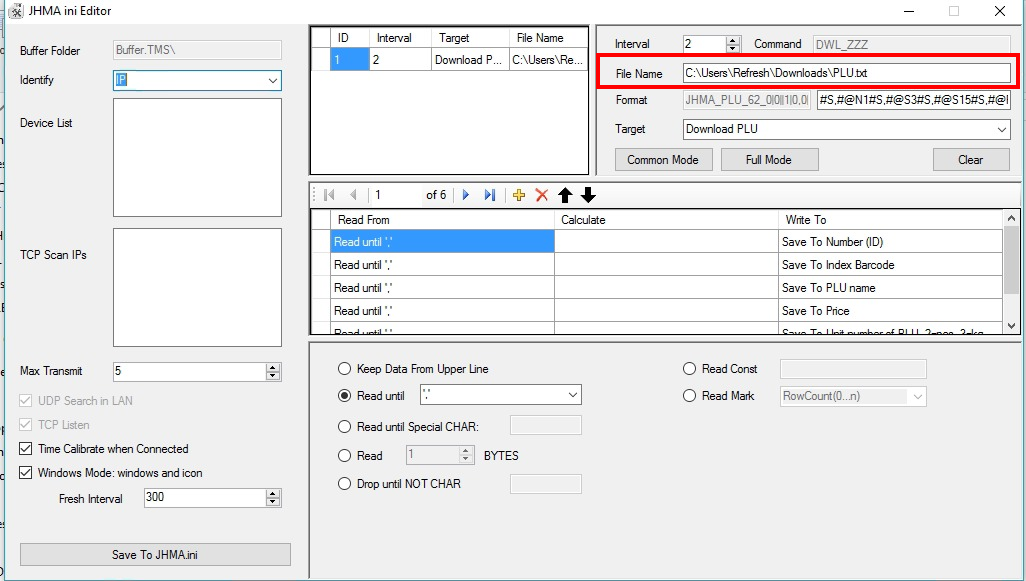 JHMA ini Editor
Buffer Folder
Buffer.TMS\
Identify
IP
Device List
TCP Scan IPs
Max Transmit
5
UDP Search in LAN
TCP Listen
Time Calibrate when Connected
Windows Mode: windows and icon
Fresh Interval
300
Save To JHMA.ini
ID Interval Target File Name
1 2 Download P... C:\Users\Re...
Interval 2 Command DWL_ZZZ
File Name C:\Users\Refresh\Downloads\PLU.txt
Format JHMA_PLU_62_0|0||1|0,0| #S,#@N1#S,#@S3#S,#@S15#S,#@I
Target Download PLU
Common Mode Full Mode Clear
1 of 6
Read From Calculate Write To
Read until ',' Save To Number (ID)
Read until ',' Save To Index Barcode
Read until ',' Save To PLU name
Read until ',' Save To Price
Read until ',' Save To Unit number of PLU, 2=pcs, 3=kg
Keep Data From Upper Line
Read until ','
Read until Special CHAR:
Read 1 BYTES
Drop until NOT CHAR
Read Const
Read Mark RowCount(0...n)